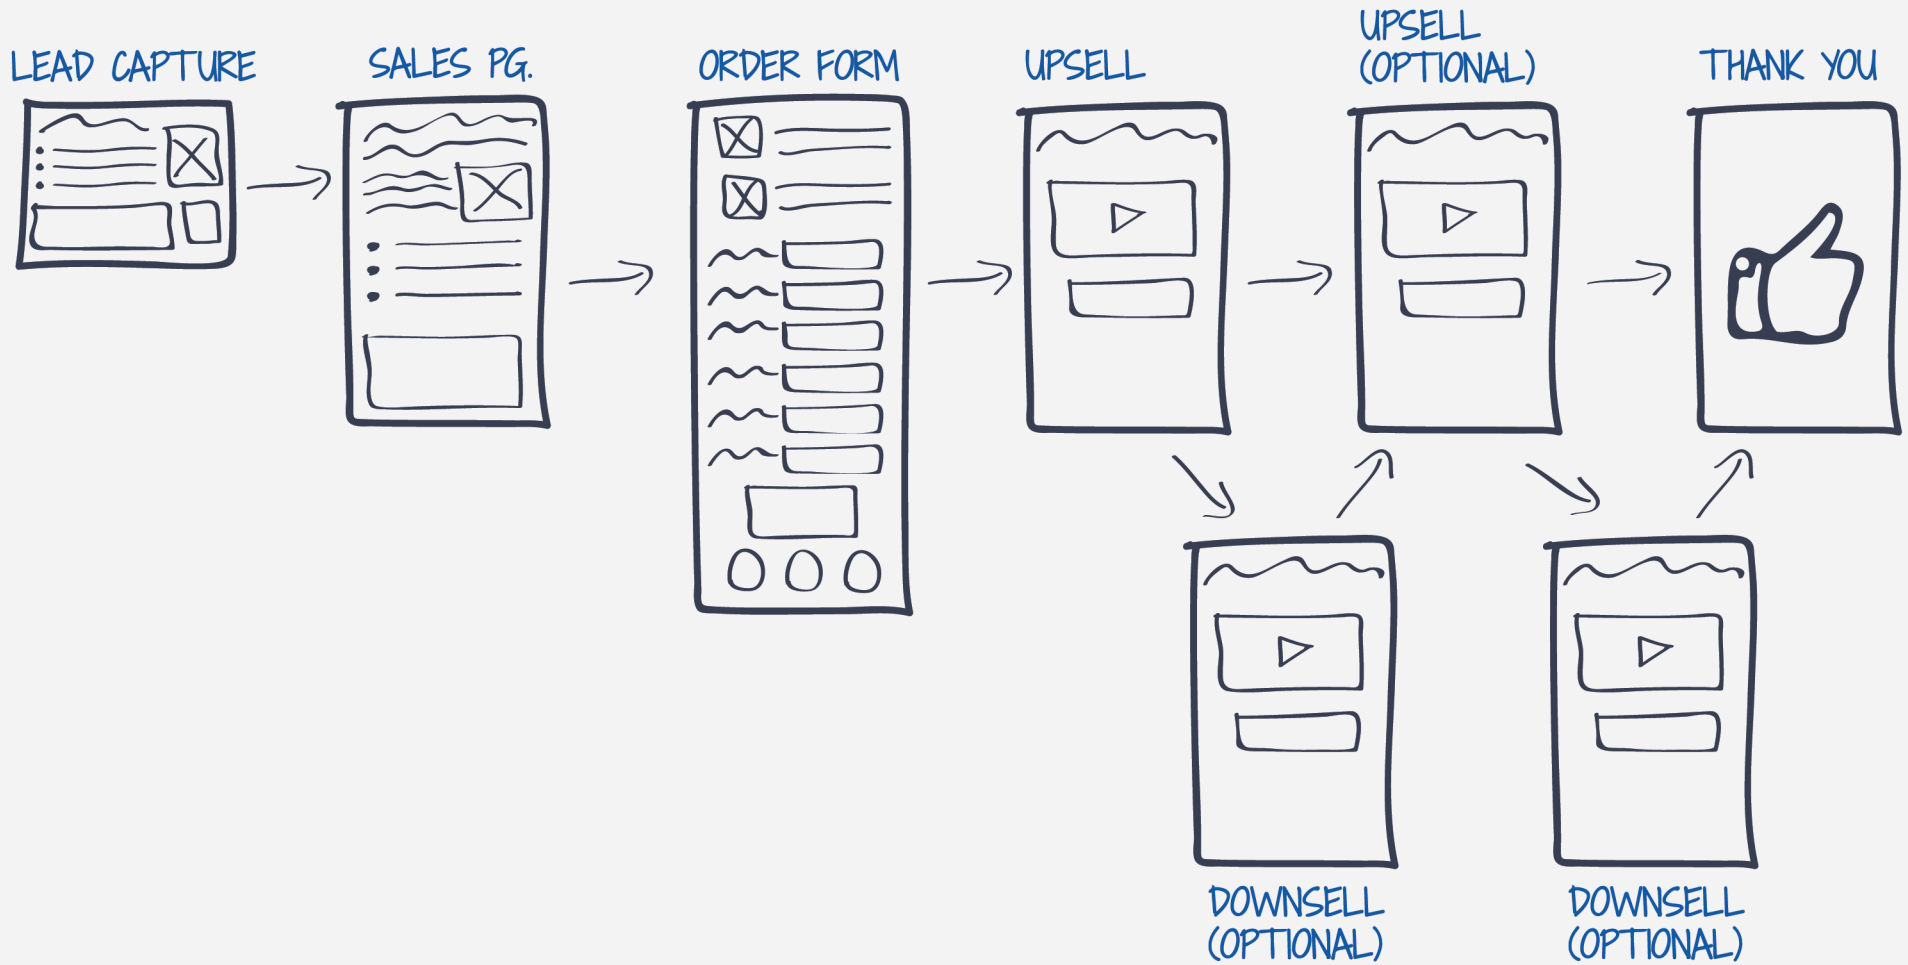 LEAD CAPTURE
SALES PG.
ORDER FORM
UPSELL
UPSELL
(OPTIONAL)
THANK YOU
DOWNSELL
(OPTIONAL)
DOWNSELL
(OPTIONAL)